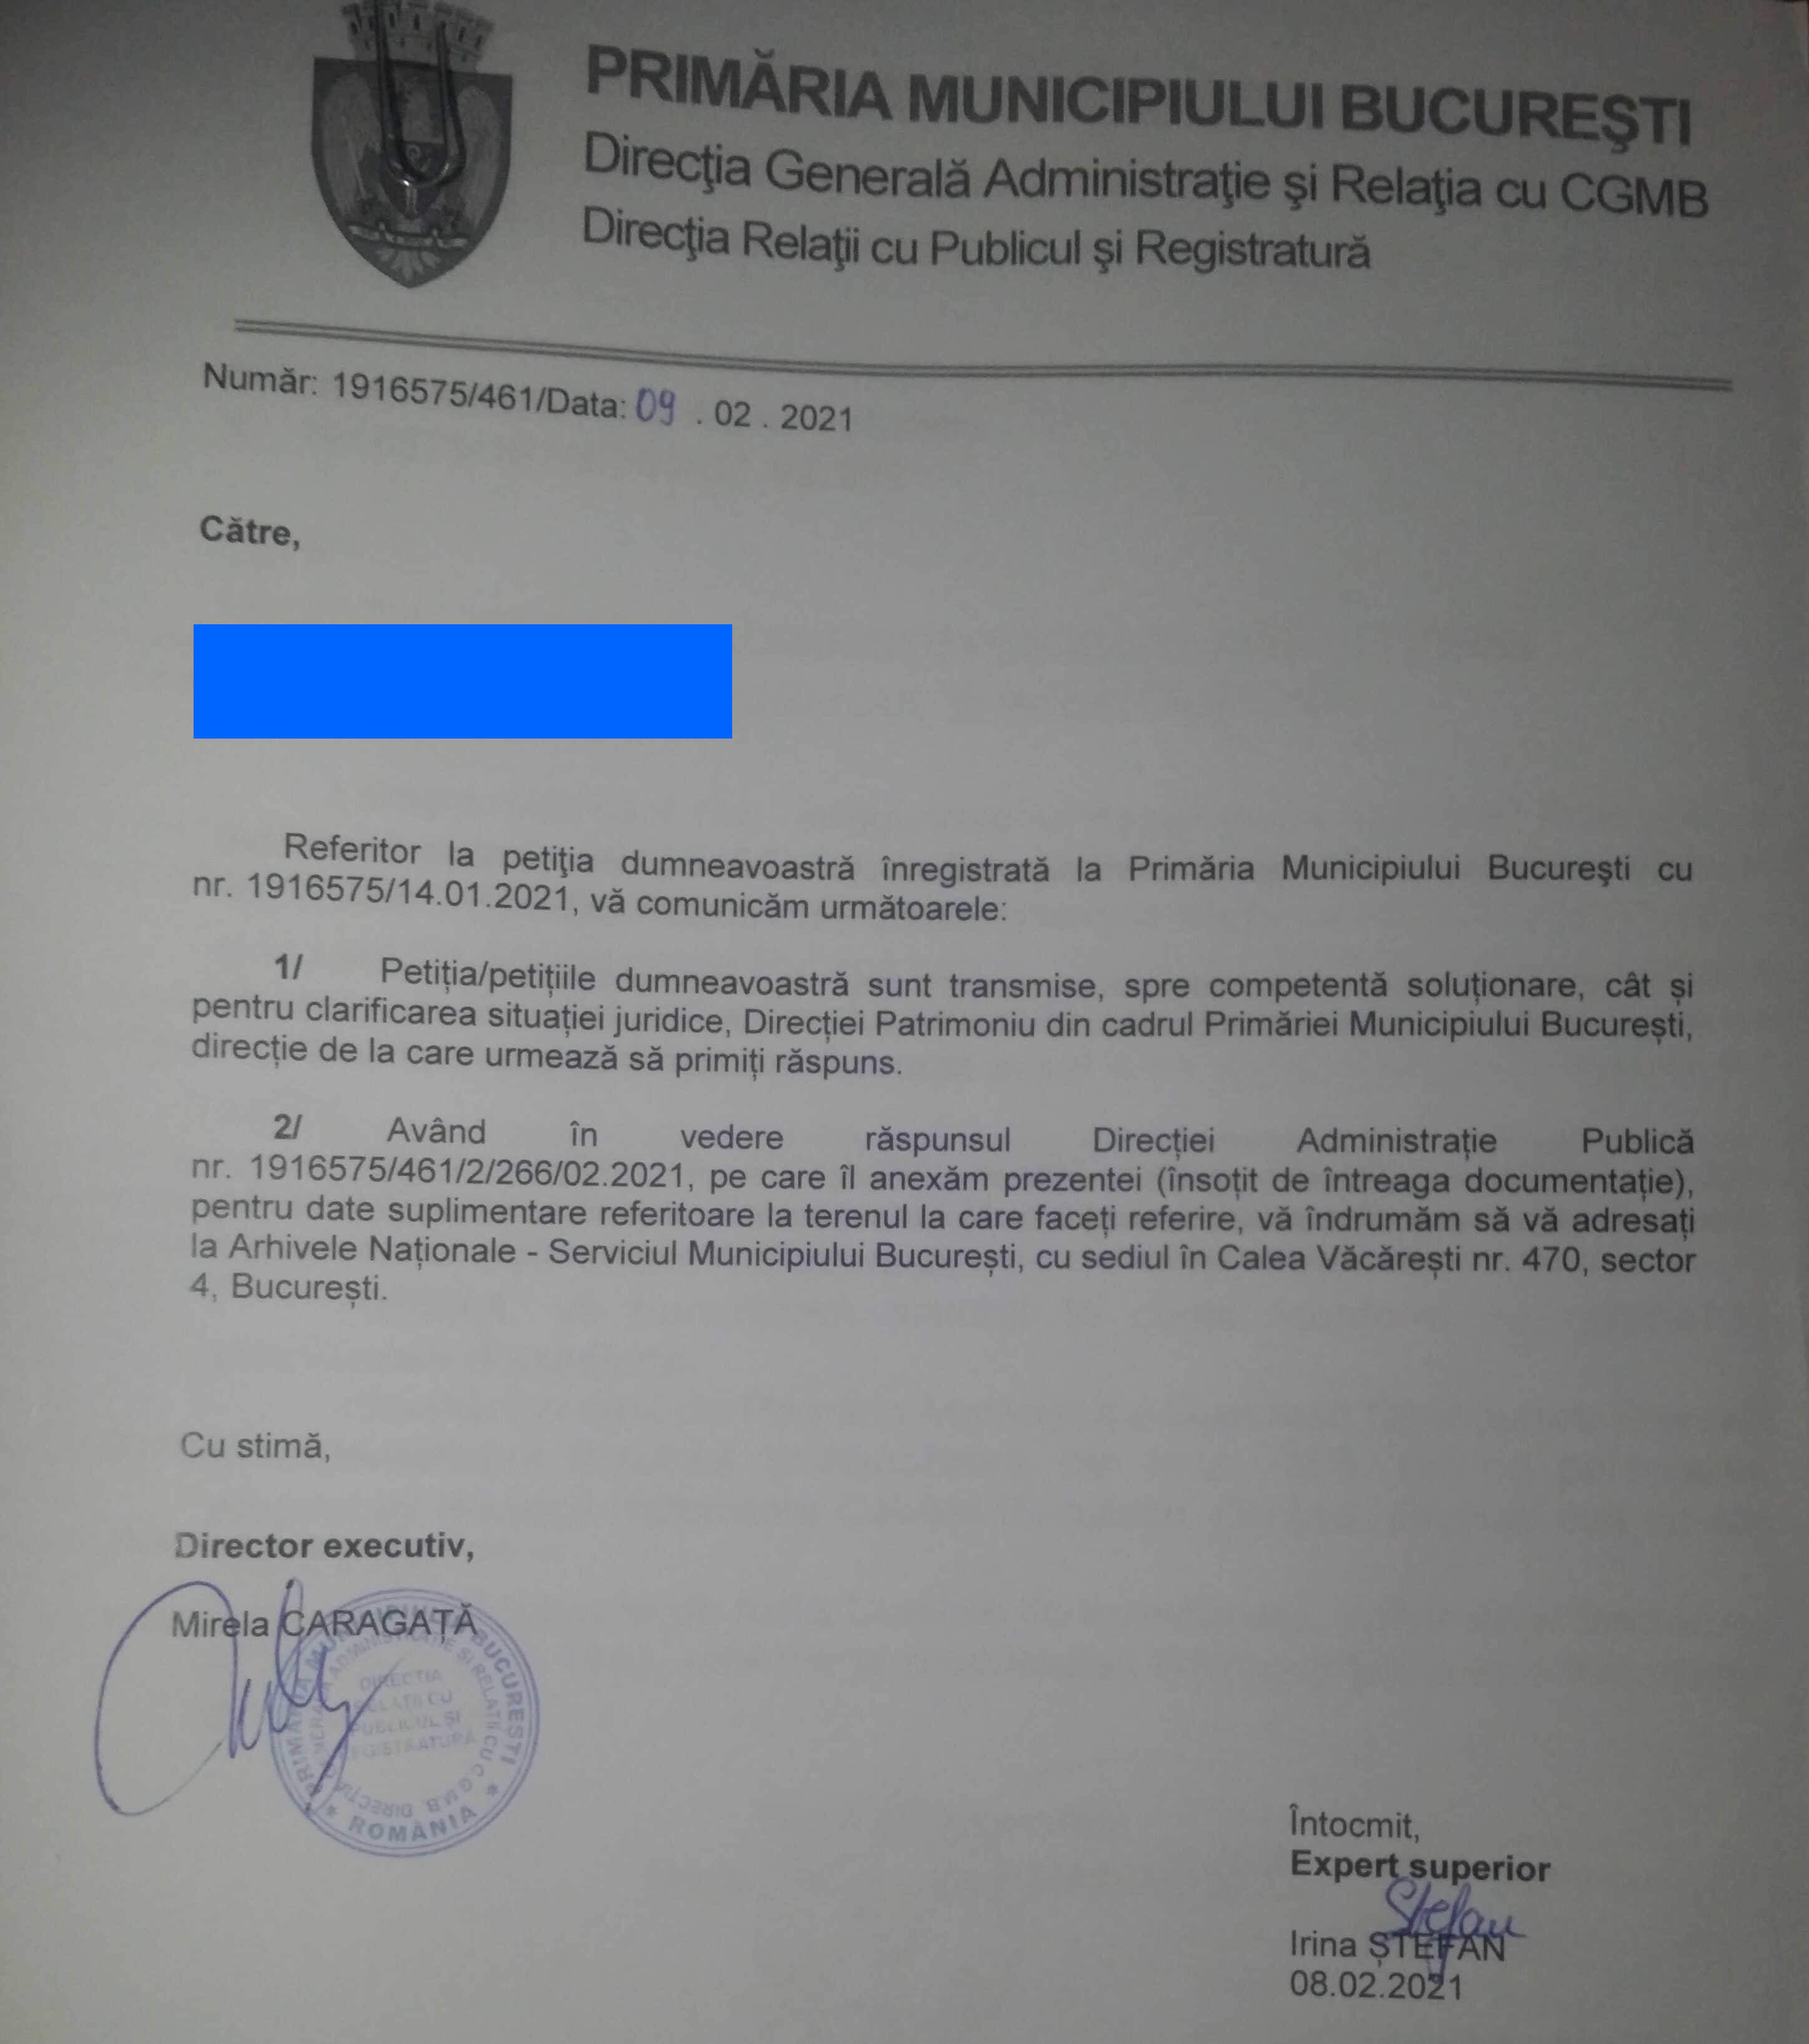 PRIMĂRIA MUNICIPIULUI BUCUREŞTI
Direcţia Generală Administraţie şi Relaţia cu CGMB
Direcţia Relaţii cu Publicul şi Registratură
Număr: 1916575/461/Data: 09 . 02 . 2021
Către,
Referitor la petiţia dumneavoastră înregistrată la Primăria Municipiului Bucureşti cu
nr. 1916575/14.01.2021, vă comunicăm următoarele:
1/ Petiția/petițiile dumneavoastră sunt transmise, spre competentă soluționare, cât și
pentru clarificarea situației juridice, Direcției Patrimoniu din cadrul Primăriei Municipiului București,
direcție de la care urmează să primiți răspuns.
2/ Având în vedere răspunsul Direcției Administrație Publică
nr. 1916575/461/2/266/02.2021, pe care îl anexăm prezentei (însoțit de întreaga documentație),
pentru date suplimentare referitoare la terenul la care faceți referire, vă îndrumăm să vă adresați
la Arhivele Naționale - Serviciul Municipiului București, cu sediul în Calea Văcărești nr. 470, sector
4, București.
Cu stimă,
Director executiv,
Mirela CARAGAȚĂ
PRIMĂRIA MUNICIPIULUI BUCUREȘTI
* ROMÂNIA *
DIRECȚIA GENERALĂ ADMINISTRAȚIE ȘI RELAȚII CU C.G.M.B.
DIRECȚIA
RELAȚII CU
PUBLICUL ȘI
REGISTRATURĂ
Întocmit,
Expert superior
Stefan
Irina ȘTEFAN
08.02.2021